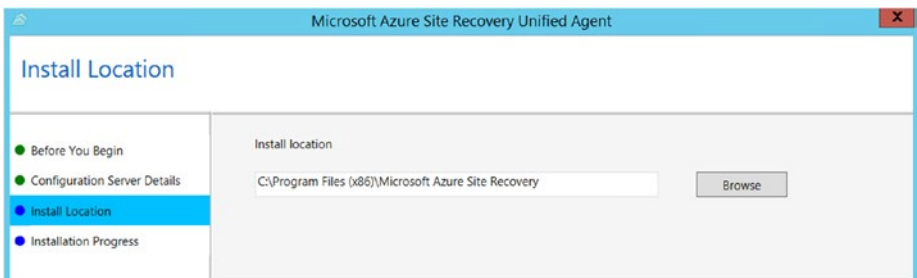 Microsoft Azure Site Recovery Unified Agent
x
Install Location
Before You Begin
Configuration Server Details
Install Location
Installation Progress
Install location
C:\Program Files (x86)\Microsoft Azure Site Recovery
Browse